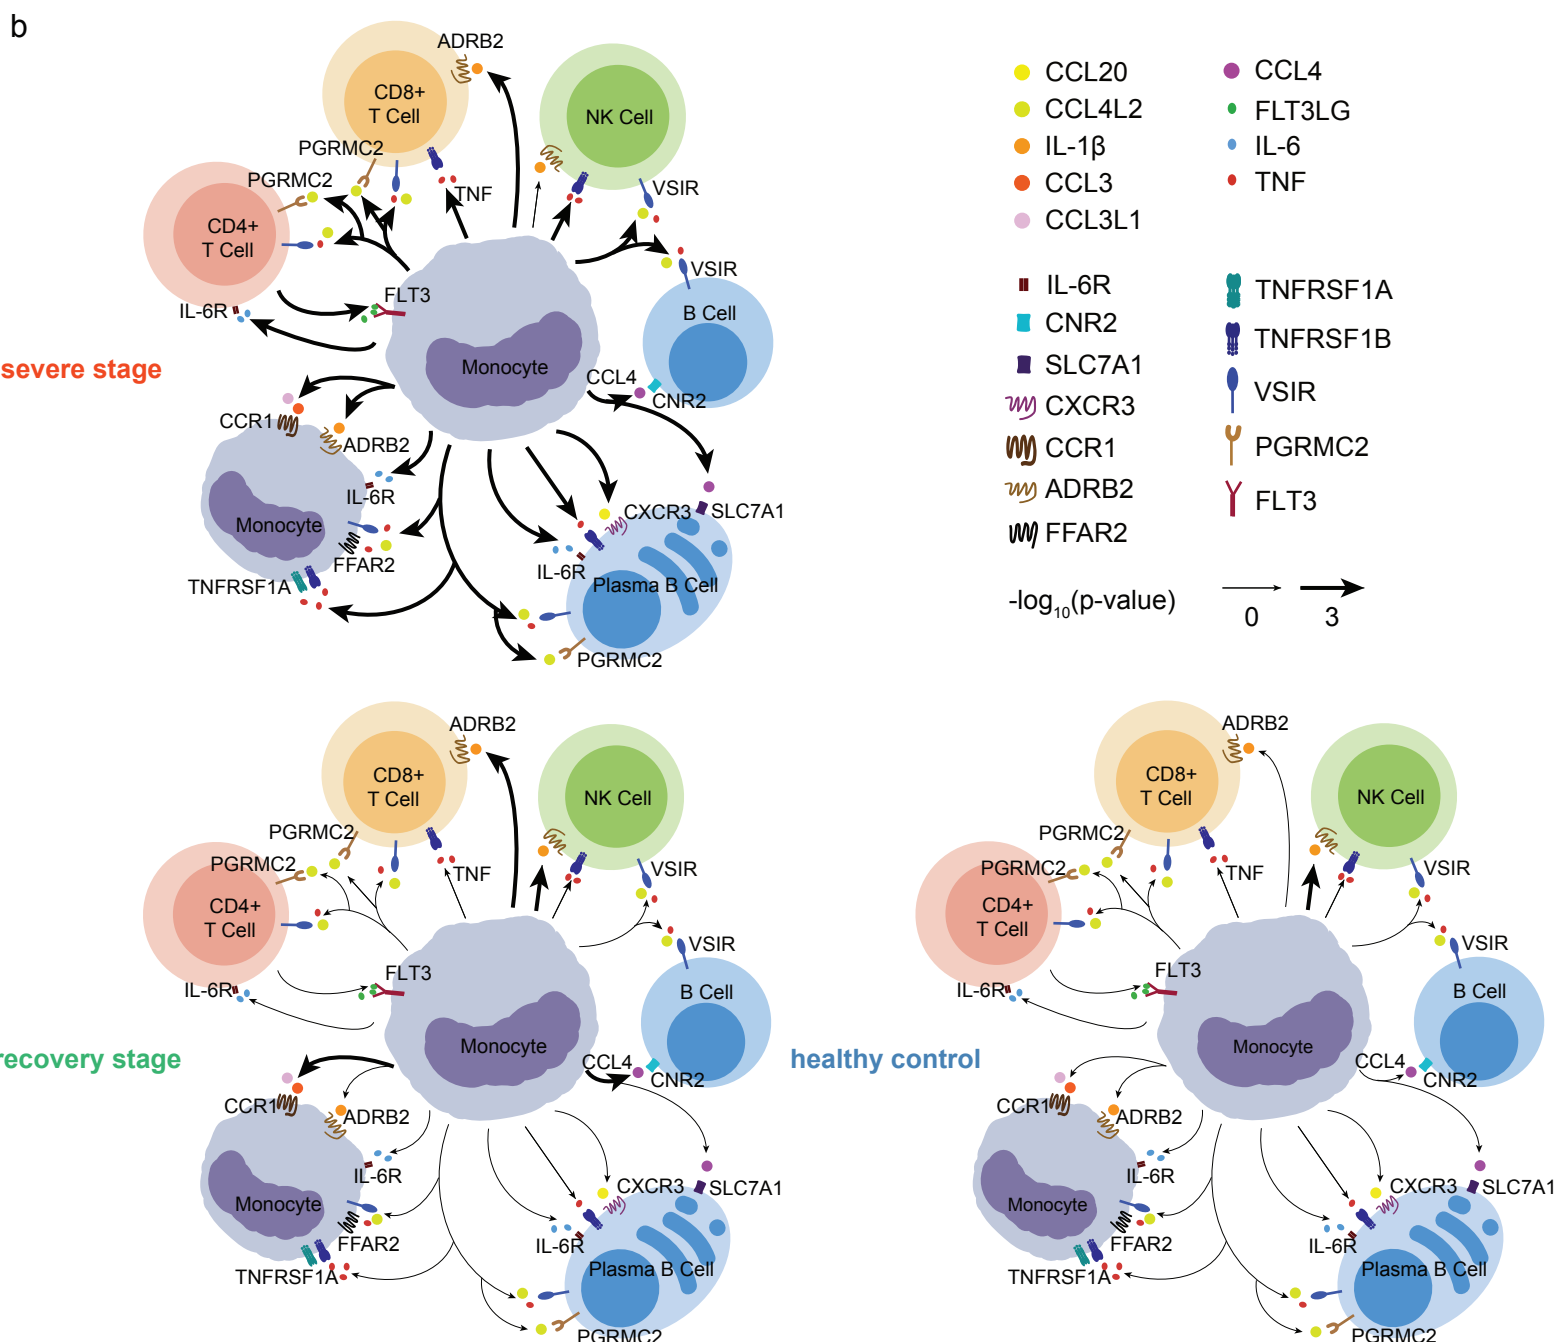 b
ADRB2
CD8+
T Cell
NK Cell
PGRMC2
PGRMC2
TNF
VSIR
CD4+
T Cell
VSIR
FLT3
IL-6R
B Cell
severe stage
Monocyte
CCL4
CNR2
CCR1
ADRB2
IL-6R
Monocyte
CXCR3
SLC7A1
FFAR2
IL-6R
TNFRSF1A
Plasma B Cell
PGRMC2
CCL20
CCL4L2
IL-1β
CCL3
CCL3L1
CCL4
FLT3LG
IL-6
TNF
IL-6R
CNR2
SLC7A1
CXCR3
CCR1
ADRB2
FFAR2
TNFRSF1A
TNFRSF1B
VSIR
PGRMC2
FLT3
-log10(p-value)
0
3
ADRB2
CD8+
T Cell
NK Cell
PGRMC2
PGRMC2
TNF
VSIR
CD4+
T Cell
VSIR
FLT3
IL-6R
B Cell
recovery stage
Monocyte
CCL4
CNR2
CCR1
ADRB2
IL-6R
Monocyte
CXCR3
SLC7A1
FFAR2
IL-6R
TNFRSF1A
Plasma B Cell
PGRMC2
ADRB2
CD8+
T Cell
NK Cell
PGRMC2
PGRMC2
TNF
VSIR
CD4+
T Cell
VSIR
FLT3
IL-6R
B Cell
healthy control
Monocyte
CCL4
CNR2
CCR1
ADRB2
IL-6R
Monocyte
CXCR3
SLC7A1
FFAR2
IL-6R
TNFRSF1A
Plasma B Cell
PGRMC2